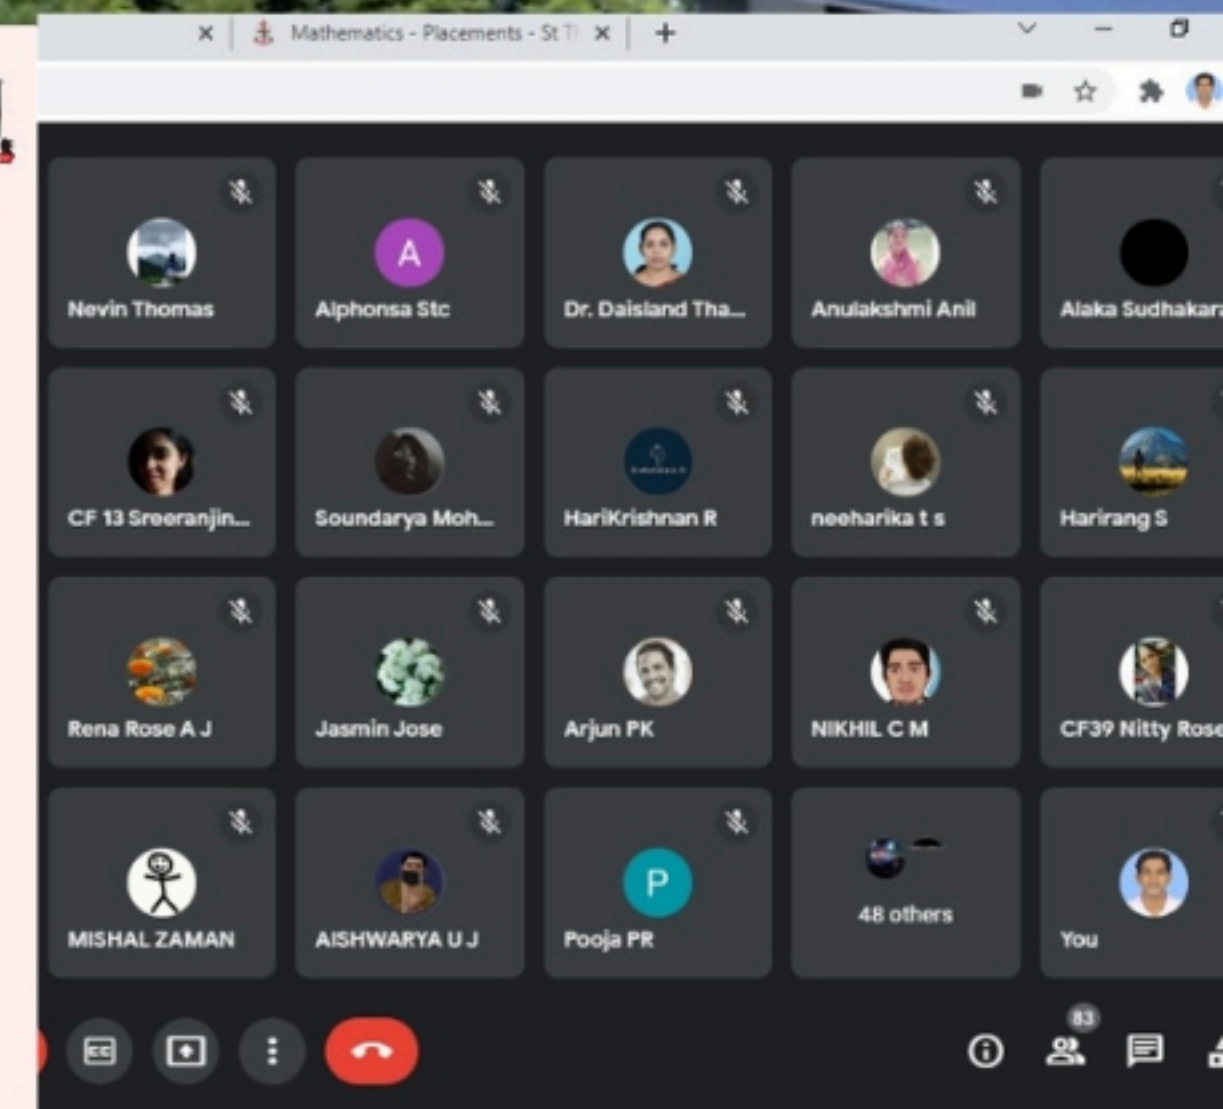 Mathematics - Placements - St T
Nevin Thomas
A
Alphonsa Stc
Dr. Daisland Tha...
Anulakshmi Anil
Alaka Sudhakara
CF 13 Sreeranjin...
Soundarya Moh...
HariKrishnan R
neeharika t s
Harirang S
Rena Rose A J
Jasmin Jose
Arjun PK
NIKHIL C M
CF39 Nitty Rose
MISHAL ZAMAN
AISHWARYA U J
P
Pooja PR
48 others
You
CC
83